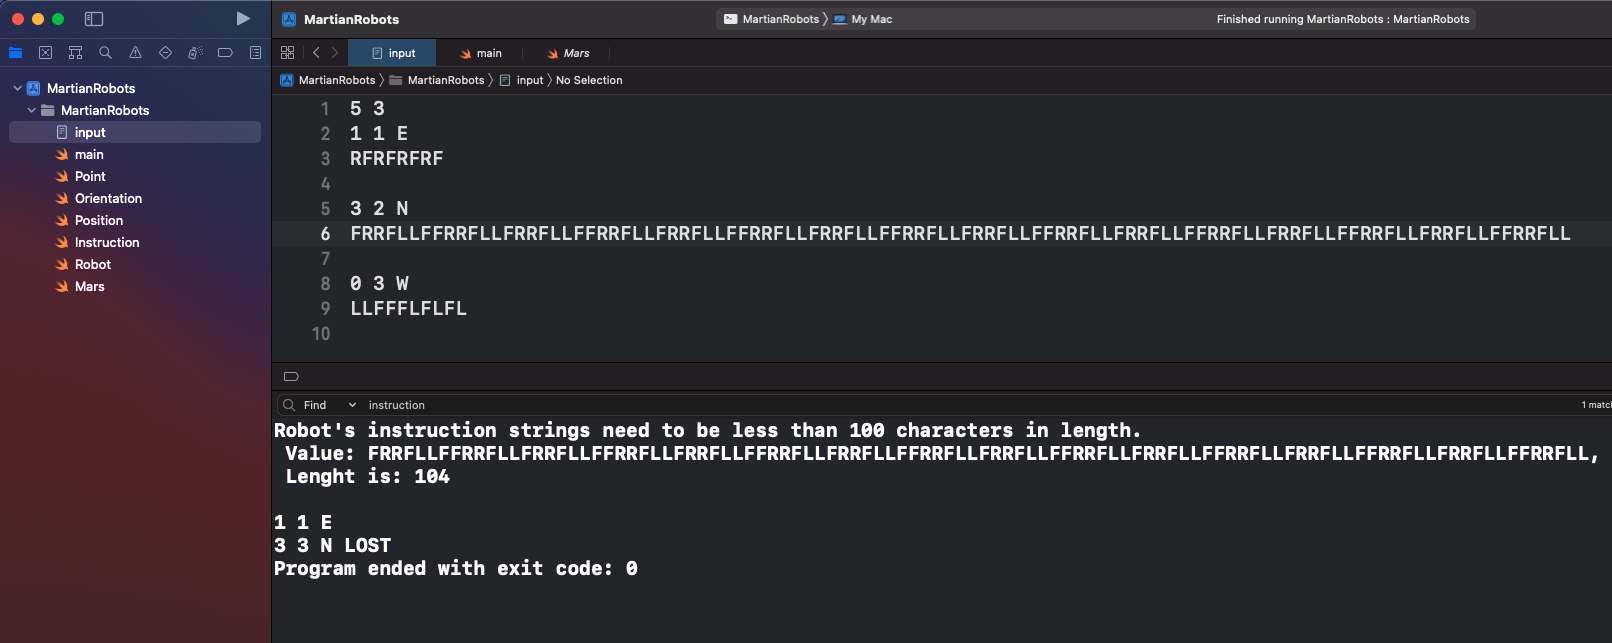 MartianRobots
MartianRobots 〉 My Mac
Finished running MartianRobots : MartianRobots
input
main
Mars
MartianRobots 〉 MartianRobots 〉 input 〉 No Selection
MartianRobots
MartianRobots
input
main
Point
Orientation
Position
Instruction
Robot
Mars
1 5 3
2 1 1 E
3 RFRFRFRF
4
5 3 2 N
6 FRRFLLFFRRFLLFRRFLLFFRRFLLFRRFLLFFRRFLLFRRFLLFFRRFLLFRRFLLFFRRFLLFRRFLLFFRRFLLFRRFLLFFRRFLLFRRFLLFFRRFLL
7
8 0 3 W
9 LLFFFLFLFL
10
Find instruction
1 matc
Robot's instruction strings need to be less than 100 characters in length.
Value: FRRFLLFFRRFLLFRRFLLFFRRFLLFRRFLLFFRRFLLFRRFLLFFRRFLLFRRFLLFFRRFLLFRRFLLFFRRFLLFRRFLLFFRRFLLFRRFLLFFRRFLL,
Lenght is: 104
1 1 E
3 3 N LOST
Program ended with exit code: 0